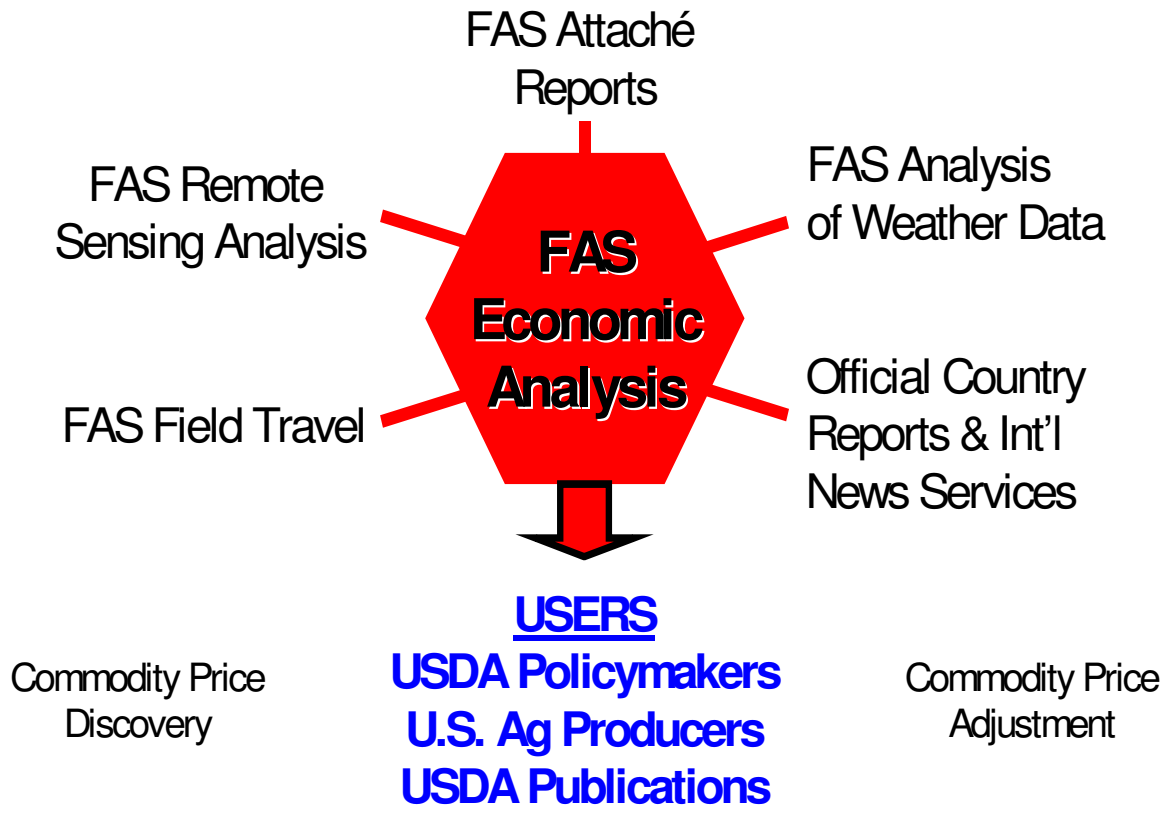 FAS Attaché
Reports
FAS Remote
Sensing Analysis
FAS Analysis
of Weather Data
FAS
Economic
Analysis
FAS Field Travel
Official Country
Reports & Int'l
News Services
USERS
USDA Policymakers
U.S. Ag Producers
USDA Publications
Commodity Price
Discovery
Commodity Price
Adjustment